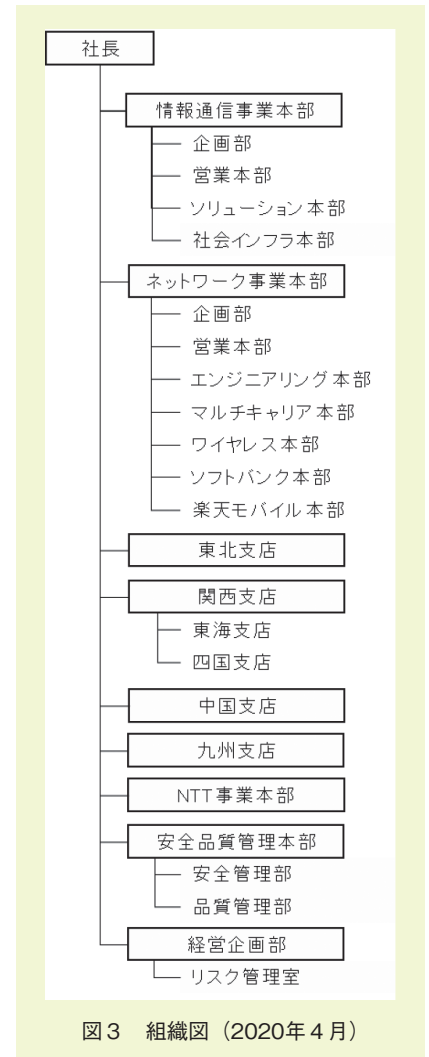 社長
情報通信事業本部
企画部
営業本部
ソリューション本部
社会インフラ本部
ネットワーク事業本部
企画部
営業本部
エンジニアリング本部
マルチキャリア本部
ワイヤレス本部
ソフトバンク本部
楽天モバイル本部
東北支店
関西支店
東海支店
四国支店
中国支店
九州支店
NTT事業本部
安全品質管理本部
安全管理部
品質管理部
経営企画部
リスク管理室
図3　組織図（2020年4月）